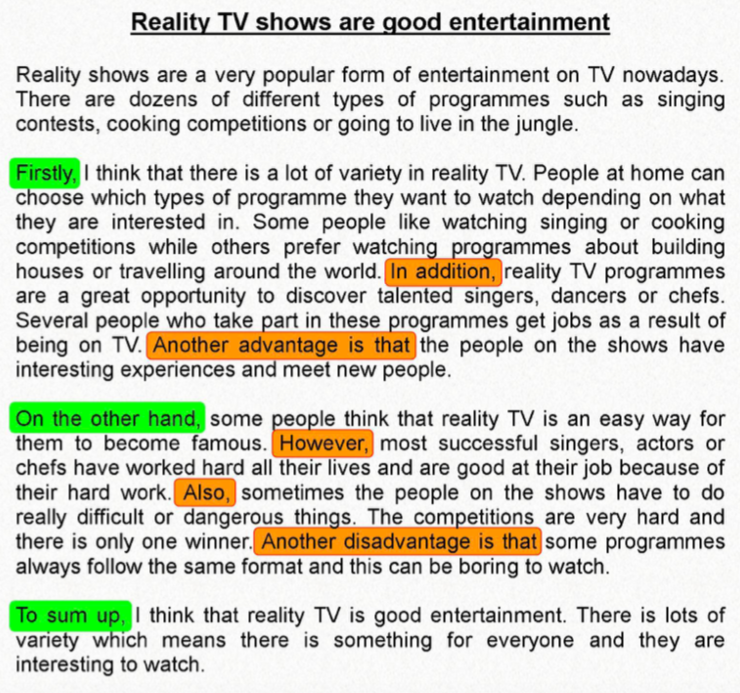 Reality TV shows are good entertainment
Reality shows are a very popular form of entertainment on TV nowadays.
There are dozens of different types of programmes such as singing
contests, cooking competitions or going to live in the jungle.
Firstly, I think that there is a lot of variety in reality TV. People at home can
choose which types of programme they want to watch depending on what
they are interested in. Some people like watching singing or cooking
competitions while others prefer watching programmes about building
houses or travelling around the world. In addition, reality TV programmes
are a great opportunity to discover talented singers, dancers or chefs.
Several people who take part in these programmes get jobs as a result of
being on TV. Another advantage is that the people on the shows have
interesting experiences and meet new people.
On the other hand, some people think that reality TV is an easy way for
them to become famous. However, most successful singers, actors or
chefs have worked hard all their lives and are good at their job because of
their hard work. Also, sometimes the people on the shows have to do
really difficult or dangerous things. The competitions are very hard and
there is only one winner. Another disadvantage is that some programmes
always follow the same format and this can be boring to watch.
To sum up, I think that reality TV is good entertainment. There is lots of
variety which means there is something for everyone and they are
interesting to watch.